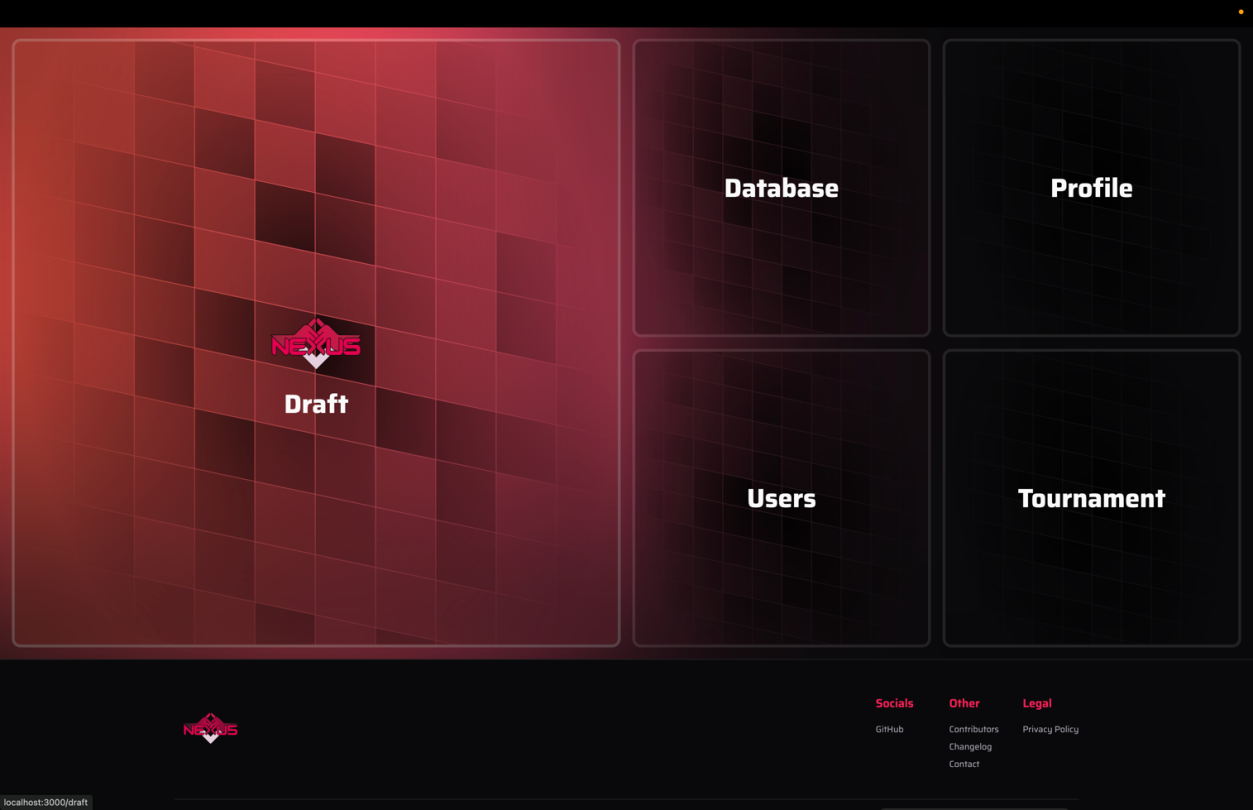 Database
Profile
NEXUS
Draft
Users
Tournament
NEXUS
Socials
Other
Legal
GitHub
Contributors
Privacy Policy
Changelog
Contact
localhost:3000/draft